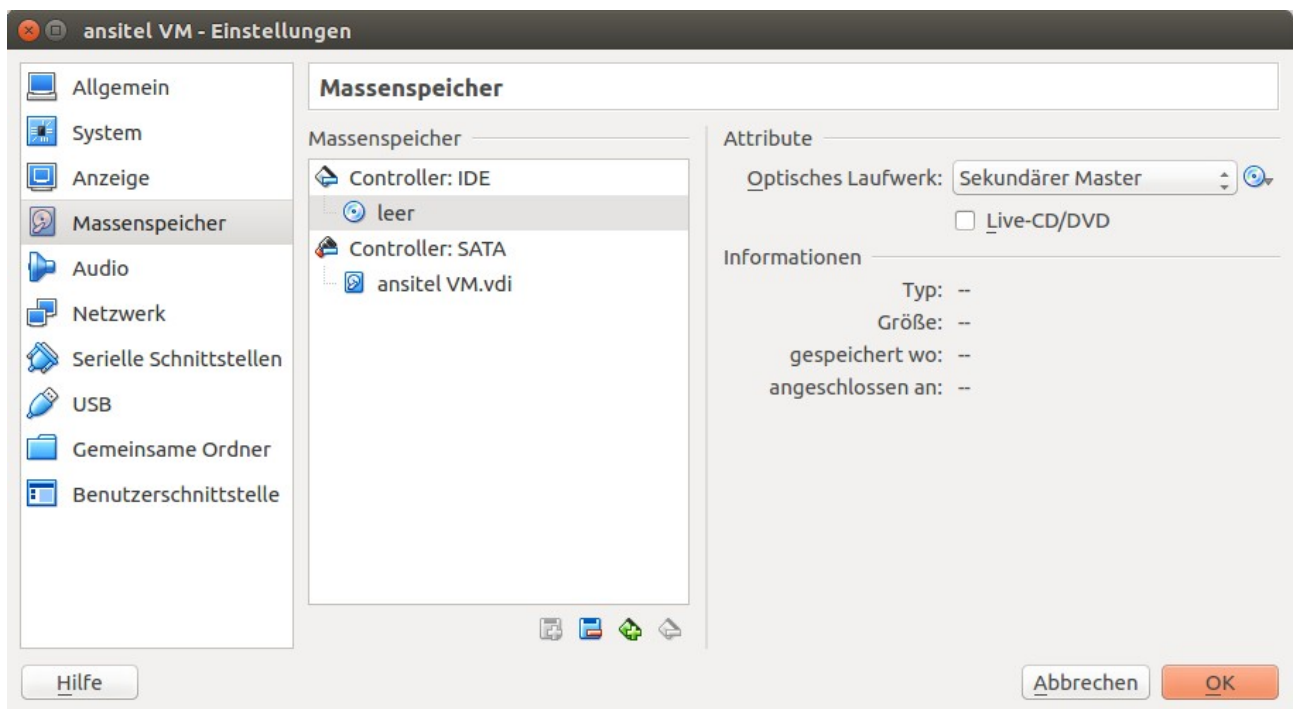 ansitel VM - Einstellungen
Allgemein
System
Anzeige
Massenspeicher
Audio
Netzwerk
Serielle Schnittstellen
USB
Gemeinsame Ordner
Benutzerschnittstelle
Massenspeicher
Massenspeicher
Controller: IDE
leer
Controller: SATA
ansitel VM.vdi
Attribute
Optisches Laufwerk: Sekundärer Master
Live-CD/DVD
Informationen
Typ: --
Größe: --
gespeichert wo: --
angeschlossen an: --
Hilfe
Abbrechen
OK